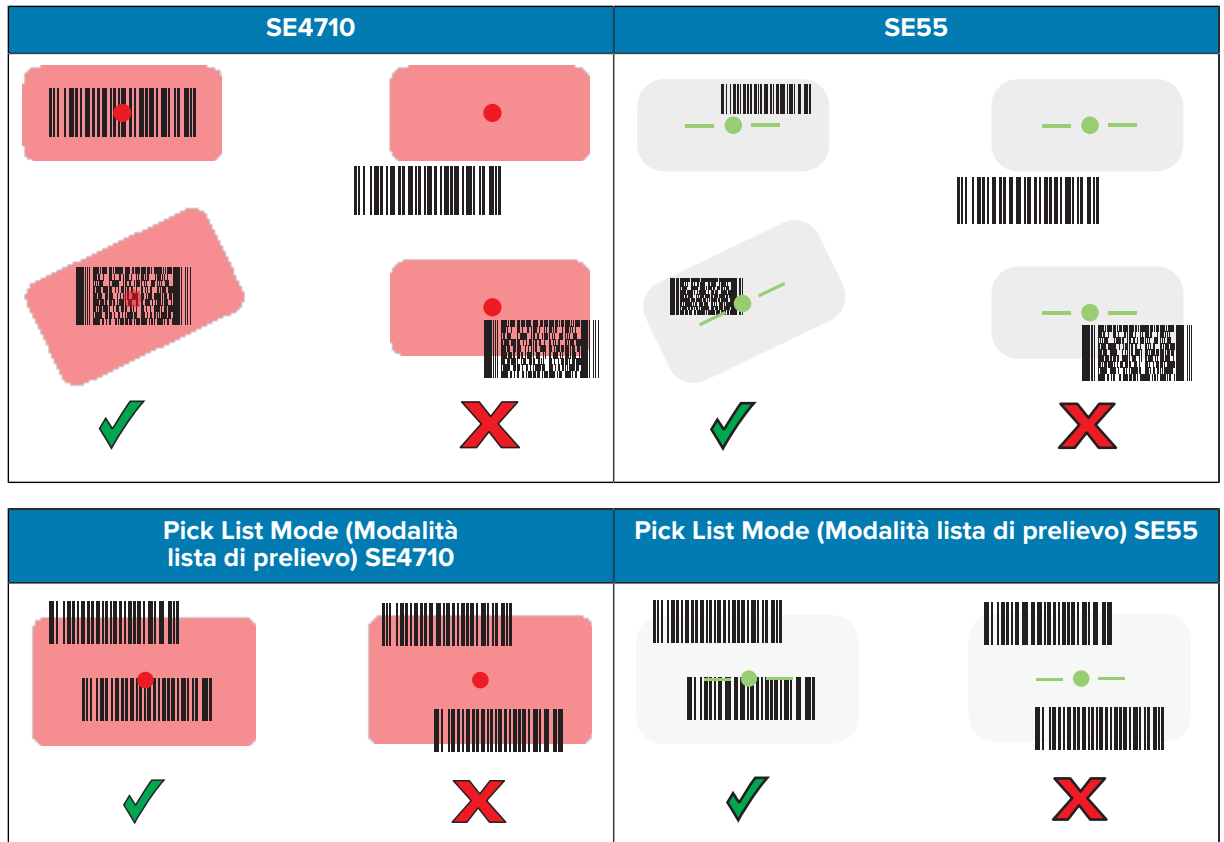 SE4710
SE55
Pick List Mode (Modalità
lista di prelievo) SE4710
Pick List Mode (Modalità lista di prelievo) SE55